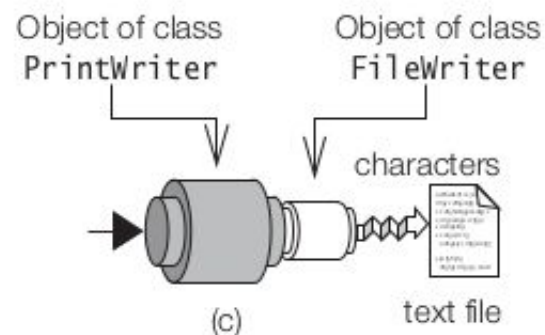 Object of class
PrintWriter
Object of class
FileWriter
characters
(c)
text file